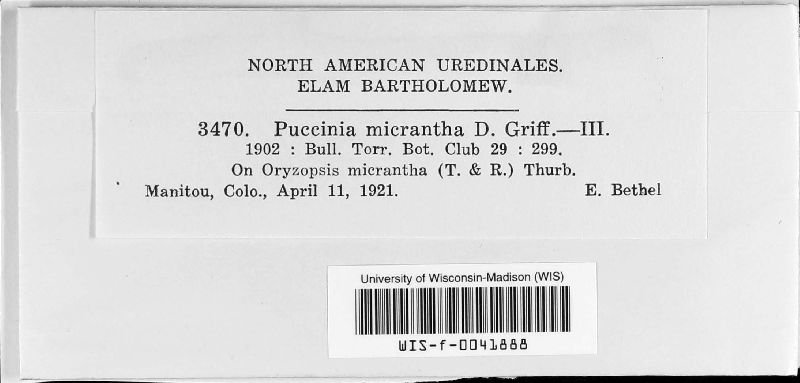 NORTH AMERICAN UREDINALES.
ELAM BARTHOLOMEW.
3470. Puccinia micrantha D. Griff.—III.
1902 : Bull. Torr. Bot. Club 29 : 299.
On Oryzopsis micrantha (T. & R.) Thurb.
Manitou, Colo., April 11, 1921. E. Bethel
University of Wisconsin-Madison (WIS)
WIS-f-0041888